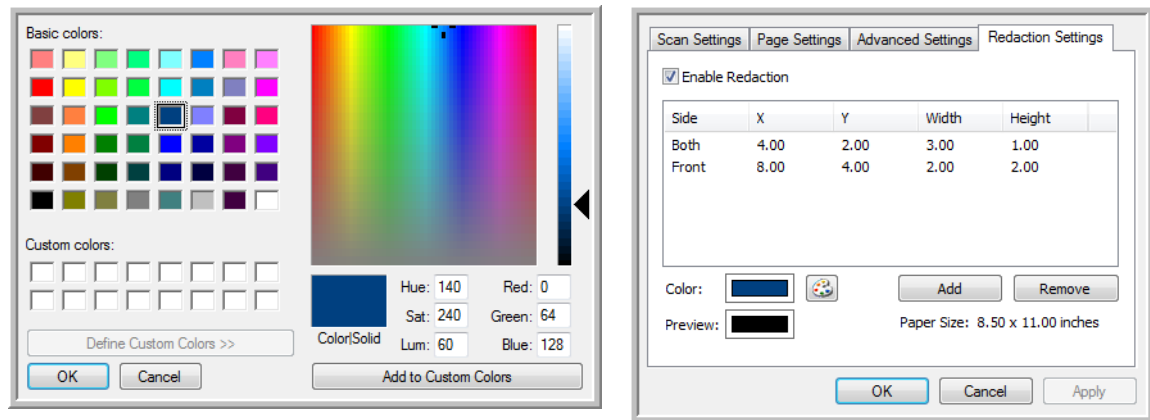 Basic colors:
Custom colors:
Define Custom Colors >>
OK Cancel
Hue: 140 Red: 0
Sat: 240 Green: 64
Color|Solid Lum: 60 Blue: 128
Add to Custom Colors
Scan Settings Page Settings Advanced Settings Redaction Settings
Enable Redaction
Side X Y Width Height
Both 4.00 2.00 3.00 1.00
Front 8.00 4.00 2.00 2.00
Color: Add Remove
Preview: Paper Size: 8.50 x 11.00 inches
OK Cancel Apply